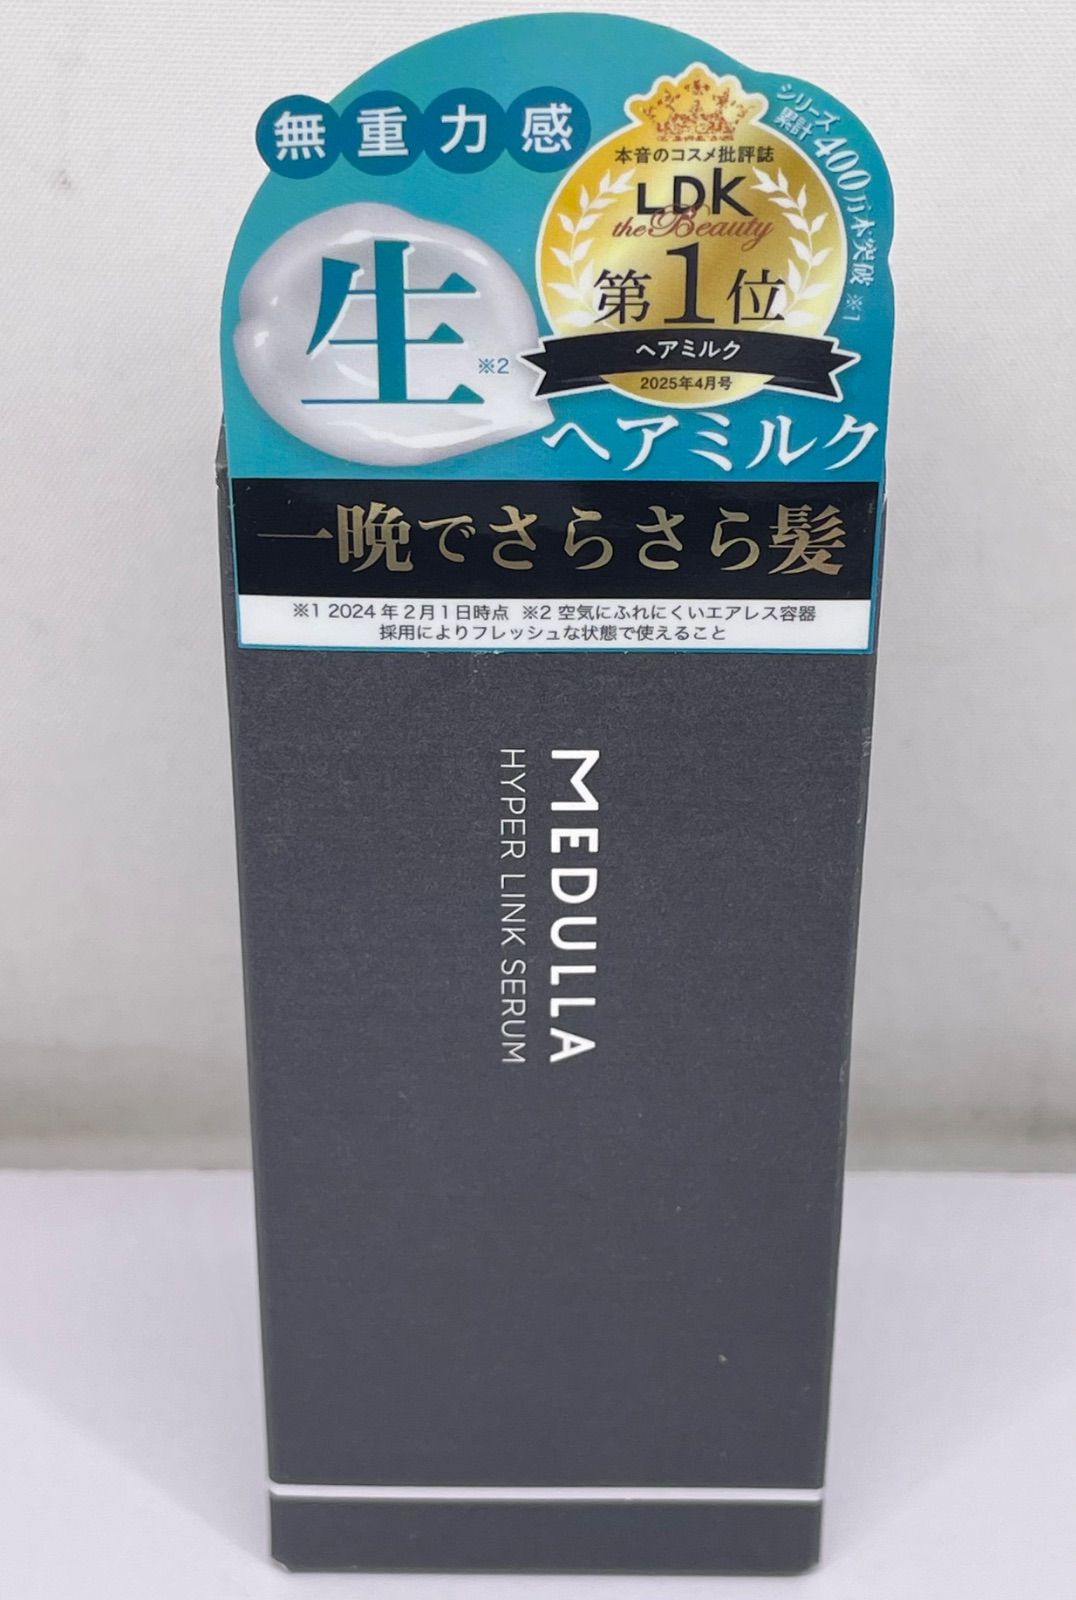 無重力感
生※2
ヘアミルク
本音のコスメ批評誌
LDK
the Beauty
第1位
ヘアミルク
2025年4月号
シリーズ
累計400万本突破※1
一晩でさらさら髪
※1 2024年2月1日時点 ※2 空気にふれにくいエアレス容器
採用によりフレッシュな状態で使えること
MEDULLA
HYPER LINK SERUM